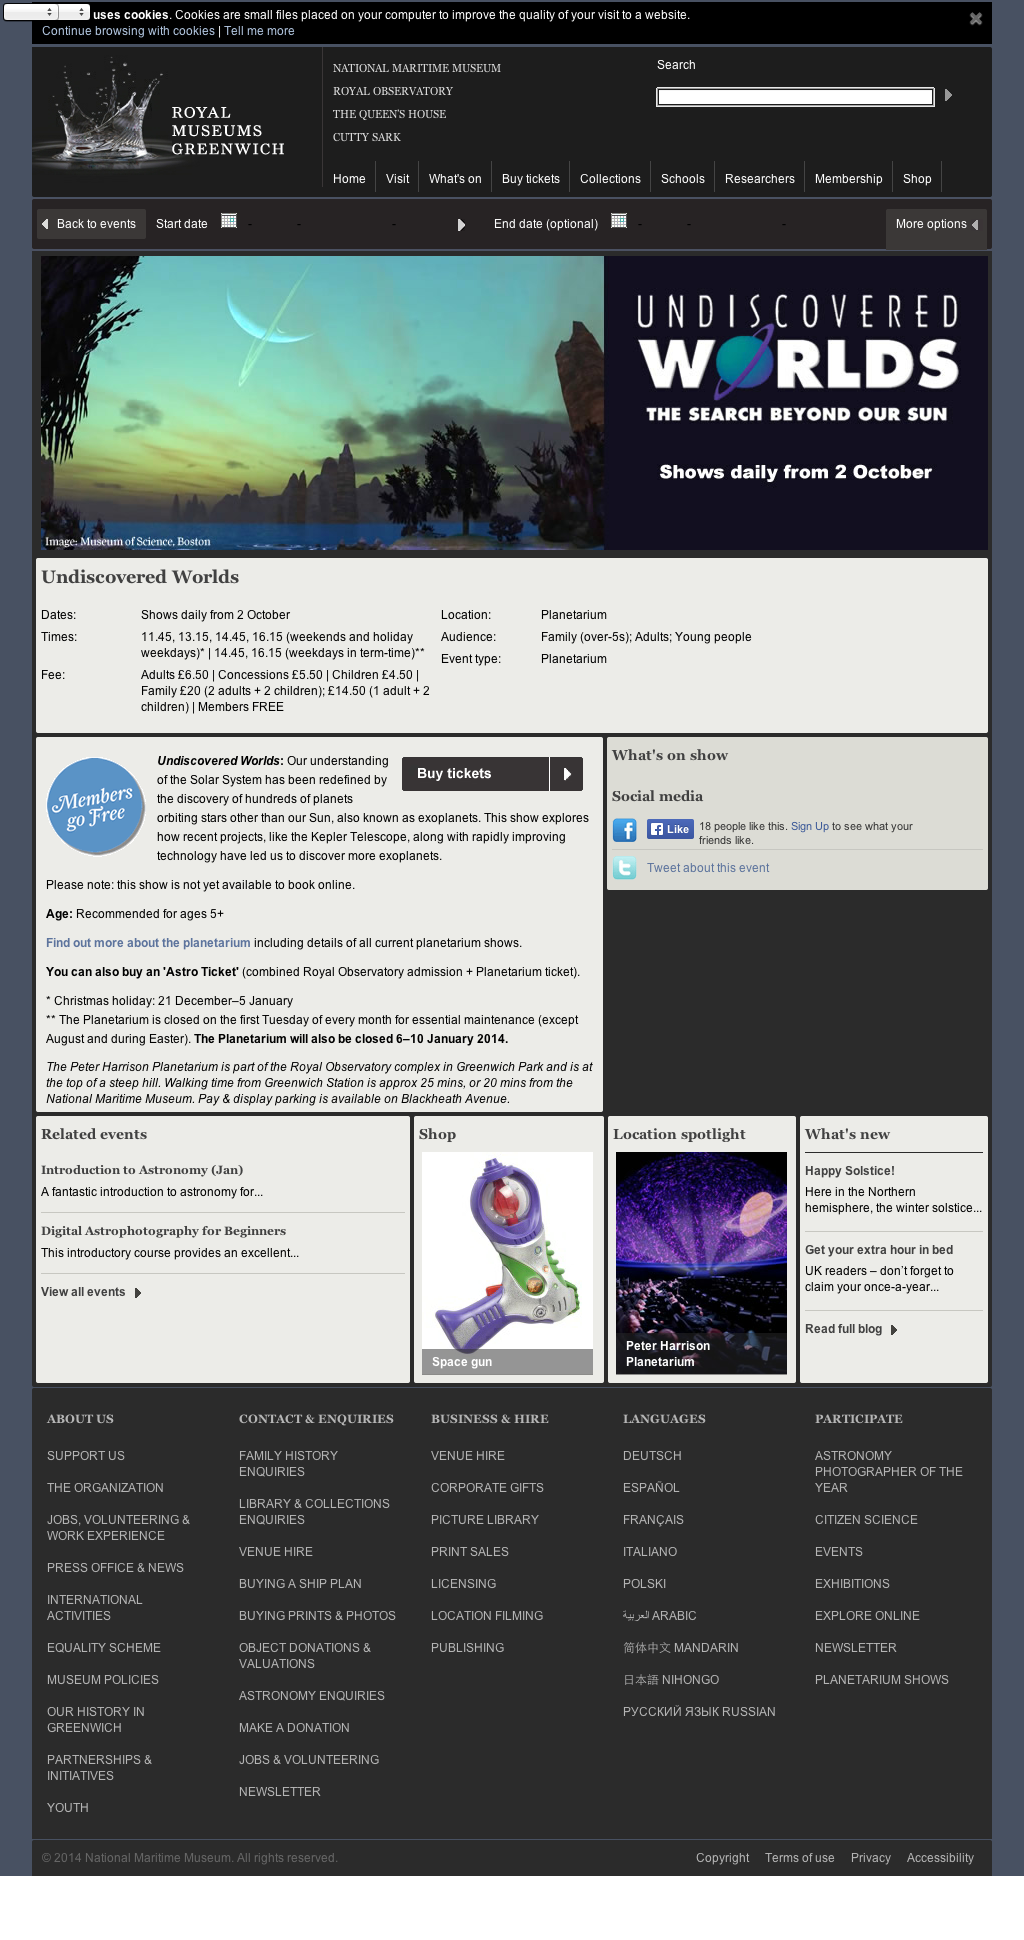 uses cookies. Cookies are small files placed on your computer to improve the quality of your visit to a website.
Continue browsing with cookies | Tell me more
ROYAL
MUSEUMS
GREENWICH
NATIONAL MARITIME MUSEUM
ROYAL OBSERVATORY
THE QUEEN'S HOUSE
CUTTY SARK
Search
Home
Visit
What's on
Buy tickets
Collections
Schools
Researchers
Membership
Shop
Back to events
Start date
- - -
End date (optional)
- - -
More options
UNDISCOVERED
WORLDS
THE SEARCH BEYOND OUR SUN
Shows daily from 2 October
Image: Museum of Science, Boston
Undiscovered Worlds
Dates:
Shows daily from 2 October
Times:
11.45, 13.15, 14.45, 16.15 (weekends and holiday
weekdays)* | 14.45, 16.15 (weekdays in term-time)**
Fee:
Adults £6.50 | Concessions £5.50 | Children £4.50 |
Family £20 (2 adults + 2 children); £14.50 (1 adult + 2
children) | Members FREE
Location:
Planetarium
Audience:
Family (over-5s); Adults; Young people
Event type:
Planetarium
Members
go Free
Undiscovered Worlds: Our understanding
of the Solar System has been redefined by
the discovery of hundreds of planets
orbiting stars other than our Sun, also known as exoplanets. This show explores
how recent projects, like the Kepler Telescope, along with rapidly improving
technology have led us to discover more exoplanets.
Buy tickets
Please note: this show is not yet available to book online.
Age: Recommended for ages 5+
Find out more about the planetarium including details of all current planetarium shows.
You can also buy an 'Astro Ticket' (combined Royal Observatory admission + Planetarium ticket).
* Christmas holiday: 21 December–5 January
** The Planetarium is closed on the first Tuesday of every month for essential maintenance (except
August and during Easter). The Planetarium will also be closed 6–10 January 2014.
The Peter Harrison Planetarium is part of the Royal Observatory complex in Greenwich Park and is at
the top of a steep hill. Walking time from Greenwich Station is approx 25 mins, or 20 mins from the
National Maritime Museum. Pay & display parking is available on Blackheath Avenue.
What's on show
Social media
Like
18 people like this. Sign Up to see what your
friends like.
Tweet about this event
Related events
Introduction to Astronomy (Jan)
A fantastic introduction to astronomy for...
Digital Astrophotography for Beginners
This introductory course provides an excellent...
View all events
Shop
Space gun
Location spotlight
Peter Harrison
Planetarium
What's new
Happy Solstice!
Here in the Northern
hemisphere, the winter solstice...
Get your extra hour in bed
UK readers – don't forget to
claim your once-a-year...
Read full blog
ABOUT US
SUPPORT US
THE ORGANIZATION
JOBS, VOLUNTEERING &
WORK EXPERIENCE
PRESS OFFICE & NEWS
INTERNATIONAL
ACTIVITIES
EQUALITY SCHEME
MUSEUM POLICIES
OUR HISTORY IN
GREENWICH
PARTNERSHIPS &
INITIATIVES
YOUTH
CONTACT & ENQUIRIES
FAMILY HISTORY
ENQUIRIES
LIBRARY & COLLECTIONS
ENQUIRIES
VENUE HIRE
BUYING A SHIP PLAN
BUYING PRINTS & PHOTOS
OBJECT DONATIONS &
VALUATIONS
ASTRONOMY ENQUIRIES
MAKE A DONATION
JOBS & VOLUNTEERING
NEWSLETTER
BUSINESS & HIRE
VENUE HIRE
CORPORATE GIFTS
PICTURE LIBRARY
PRINT SALES
LICENSING
LOCATION FILMING
PUBLISHING
LANGUAGES
DEUTSCH
ESPAÑOL
FRANÇAIS
ITALIANO
POLSKI
العربية ARABIC
简体中文 MANDARIN
日本語 NIHONGO
РУССКИЙ ЯЗЫК RUSSIAN
PARTICIPATE
ASTRONOMY
PHOTOGRAPHER OF THE
YEAR
CITIZEN SCIENCE
EVENTS
EXHIBITIONS
EXPLORE ONLINE
NEWSLETTER
PLANETARIUM SHOWS
© 2014 National Maritime Museum. All rights reserved.
Copyright
Terms of use
Privacy
Accessibility